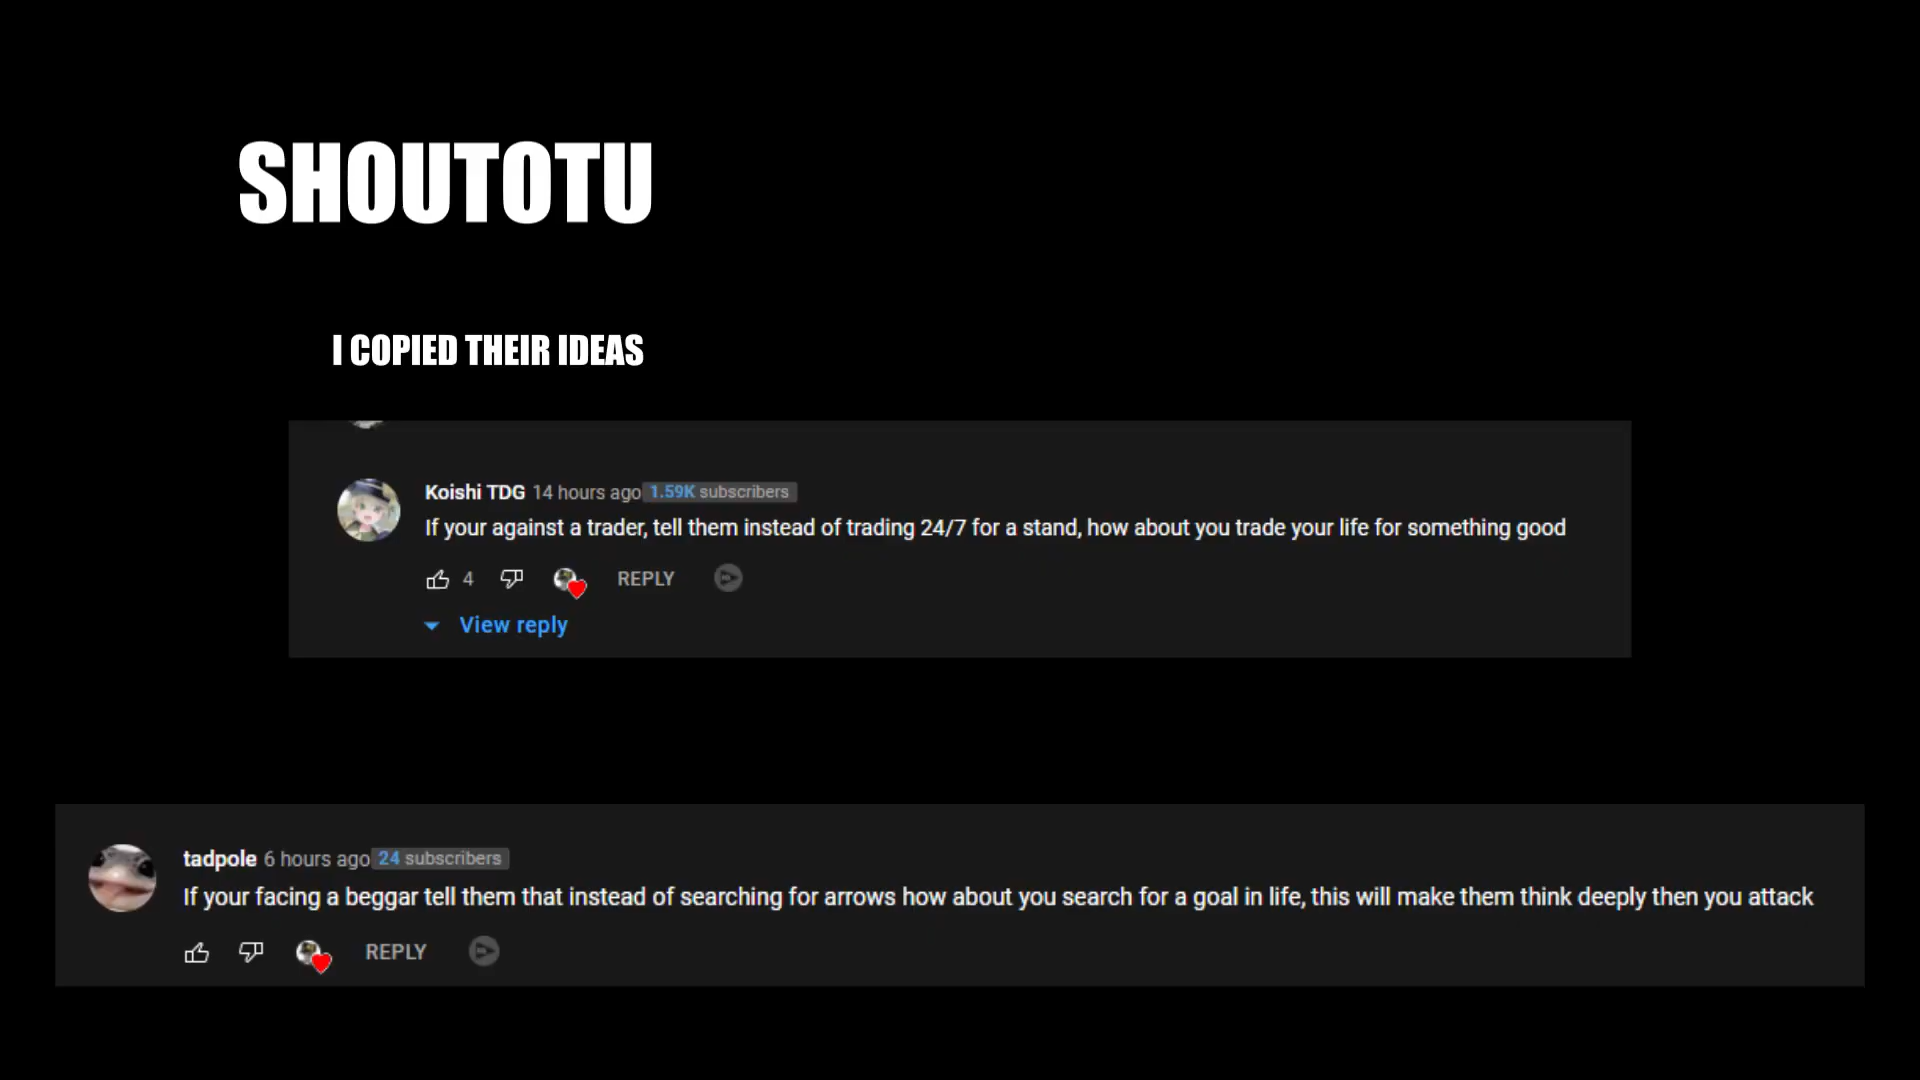 SHOUTOTU
I COPIED THEIR IDEAS
Koishi TDG 14 hours ago 1.59K subscribers
If your against a trader, tell them instead of trading 24/7 for a stand, how about you trade your life for something good
4 REPLY
View reply
tadpole 6 hours ago 24 subscribers
If your facing a beggar tell them that instead of searching for arrows how about you search for a goal in life, this will make them think deeply then you attack
REPLY